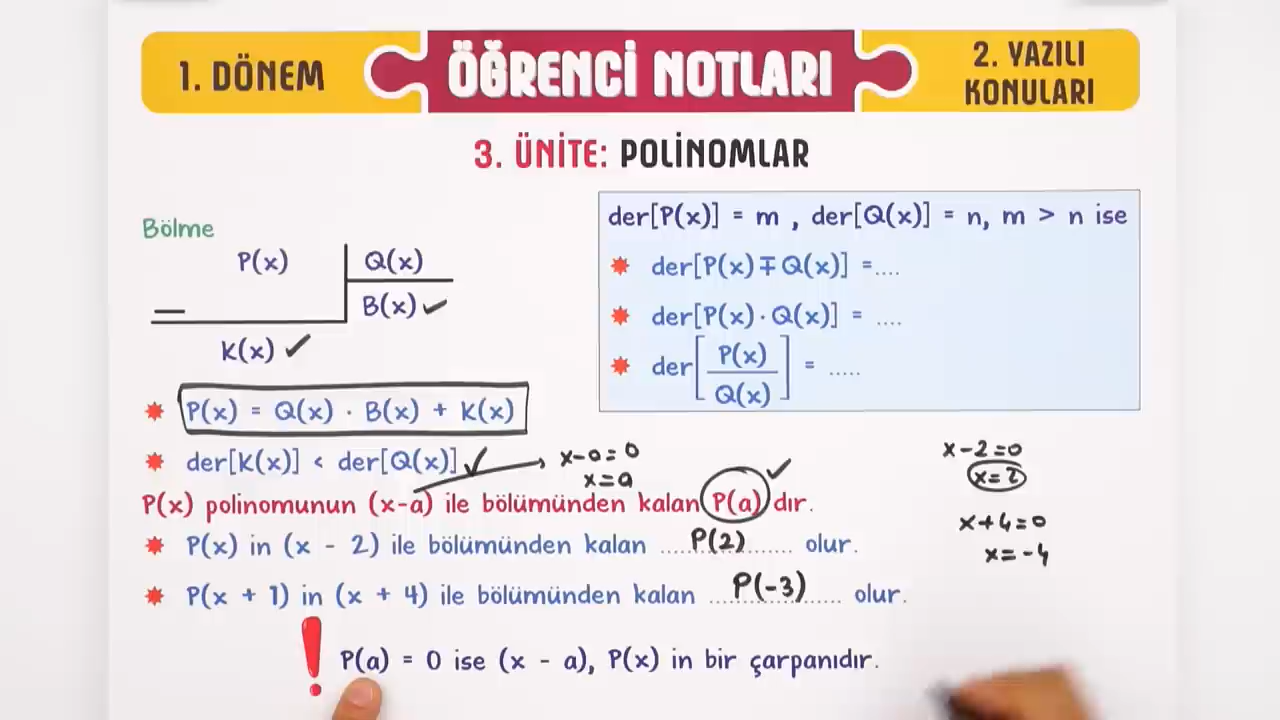 1. DÖNEM
ÖĞRENCİ NOTLARI
2. YAZILI
KONULARI
3. ÜNİTE: POLİNOMLAR
Bölme
P(x) Q(x)
B(x) ✓
K(x) ✓
P(x) = Q(x) · B(x) + K(x)
der[K(x)] < der[Q(x)] ✓
der[P(x)] = m , der[Q(x)] = n, m > n ise
der[P(x) ∓ Q(x)] =....
der[P(x) · Q(x)] = ....
der[P(x)/Q(x)] = .....
x-a=0
x=a
x-2=0
x=2
x+4=0
x=-4
P(x) polinomunun (x-a) ile bölümünden kalan P(a) dır. ✓
P(x) in (x - 2) ile bölümünden kalan .....P(2)...... olur.
P(x + 1) in (x + 4) ile bölümünden kalan .....P(-3)..... olur.
! P(a) = 0 ise (x - a), P(x) in bir çarpanıdır.